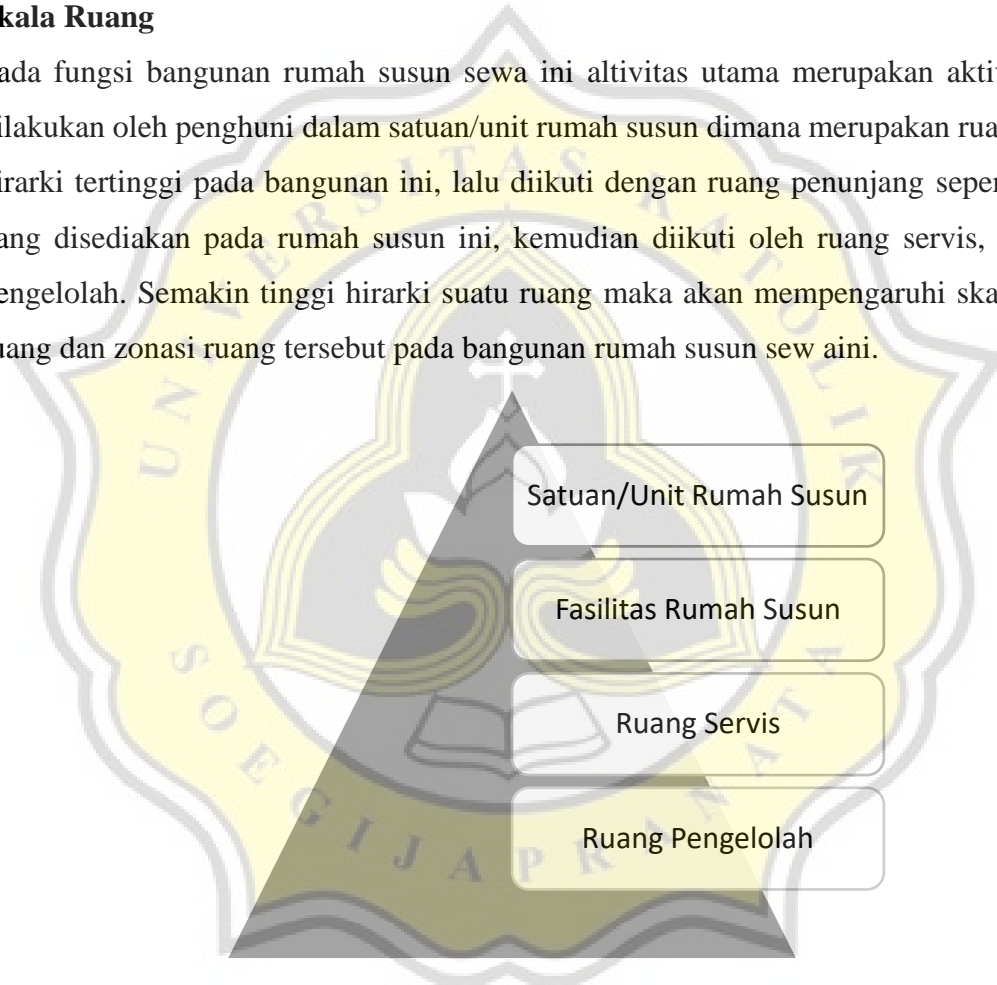 kala Ruang
ada fungsi bangunan rumah susun sewa ini altivitas utama merupakan aktiv
ilakukan oleh penghuni dalam satuan/unit rumah susun dimana merupakan rua
irarki tertinggi pada bangunan ini, lalu diikuti dengan ruang penunjang seper
ang disediakan pada rumah susun ini, kemudian diikuti oleh ruang servis,
engelolah. Semakin tinggi hirarki suatu ruang maka akan mempengaruhi ska
uang dan zonasi ruang tersebut pada bangunan rumah susun sew aini.
Satuan/Unit Rumah Susun
Fasilitas Rumah Susun
Ruang Servis
Ruang Pengelolah
UNIVERSITAS KATOLIK
SOEGIJAPRANATA